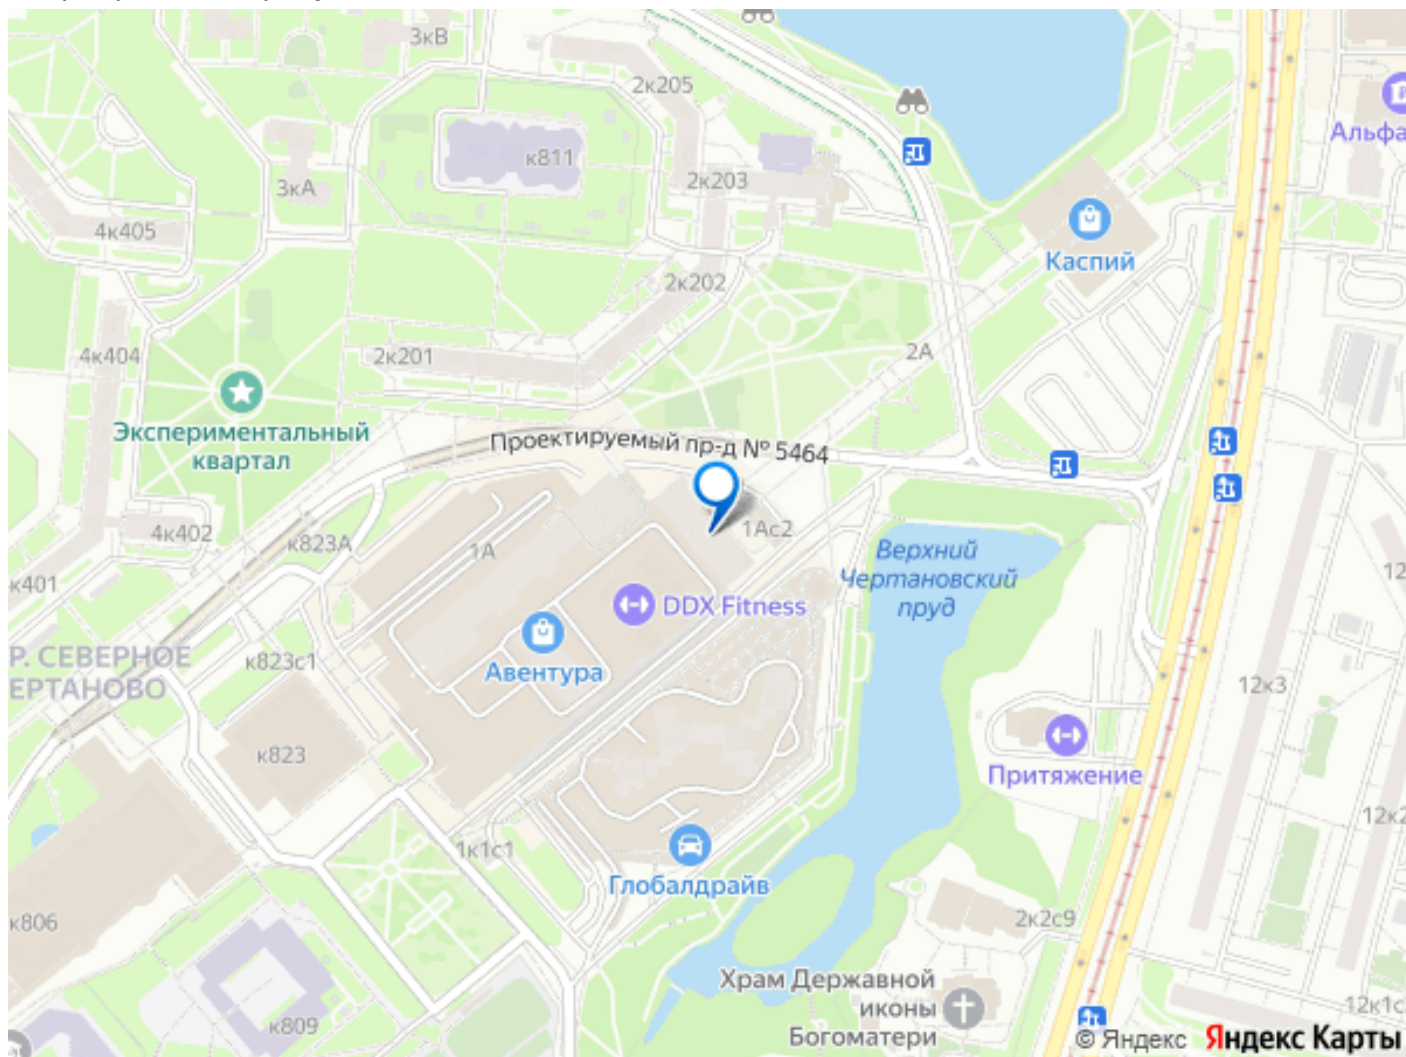 3кВ
2к205
Альфа
к811
2к203
3кА
4к405
Каспий
2к202
4к404
2к201
2А
Экспериментальный
квартал
Проектируемый пр-д № 5464
4к402
к823А
1А
1Ас2
Верхний
Чертановский
пруд
к401
12
DDX Fitness
Р. СЕВЕРНОЕ
ЕРТАНОВО
к823с1
Авентура
12к3
к823
Притяжение
12к2
1к1с1
Глобалдрайв
к806
2к2с9
Храм Державной
иконы
Богоматери
12к1с
к809
© Яндекс Яндекс Карты